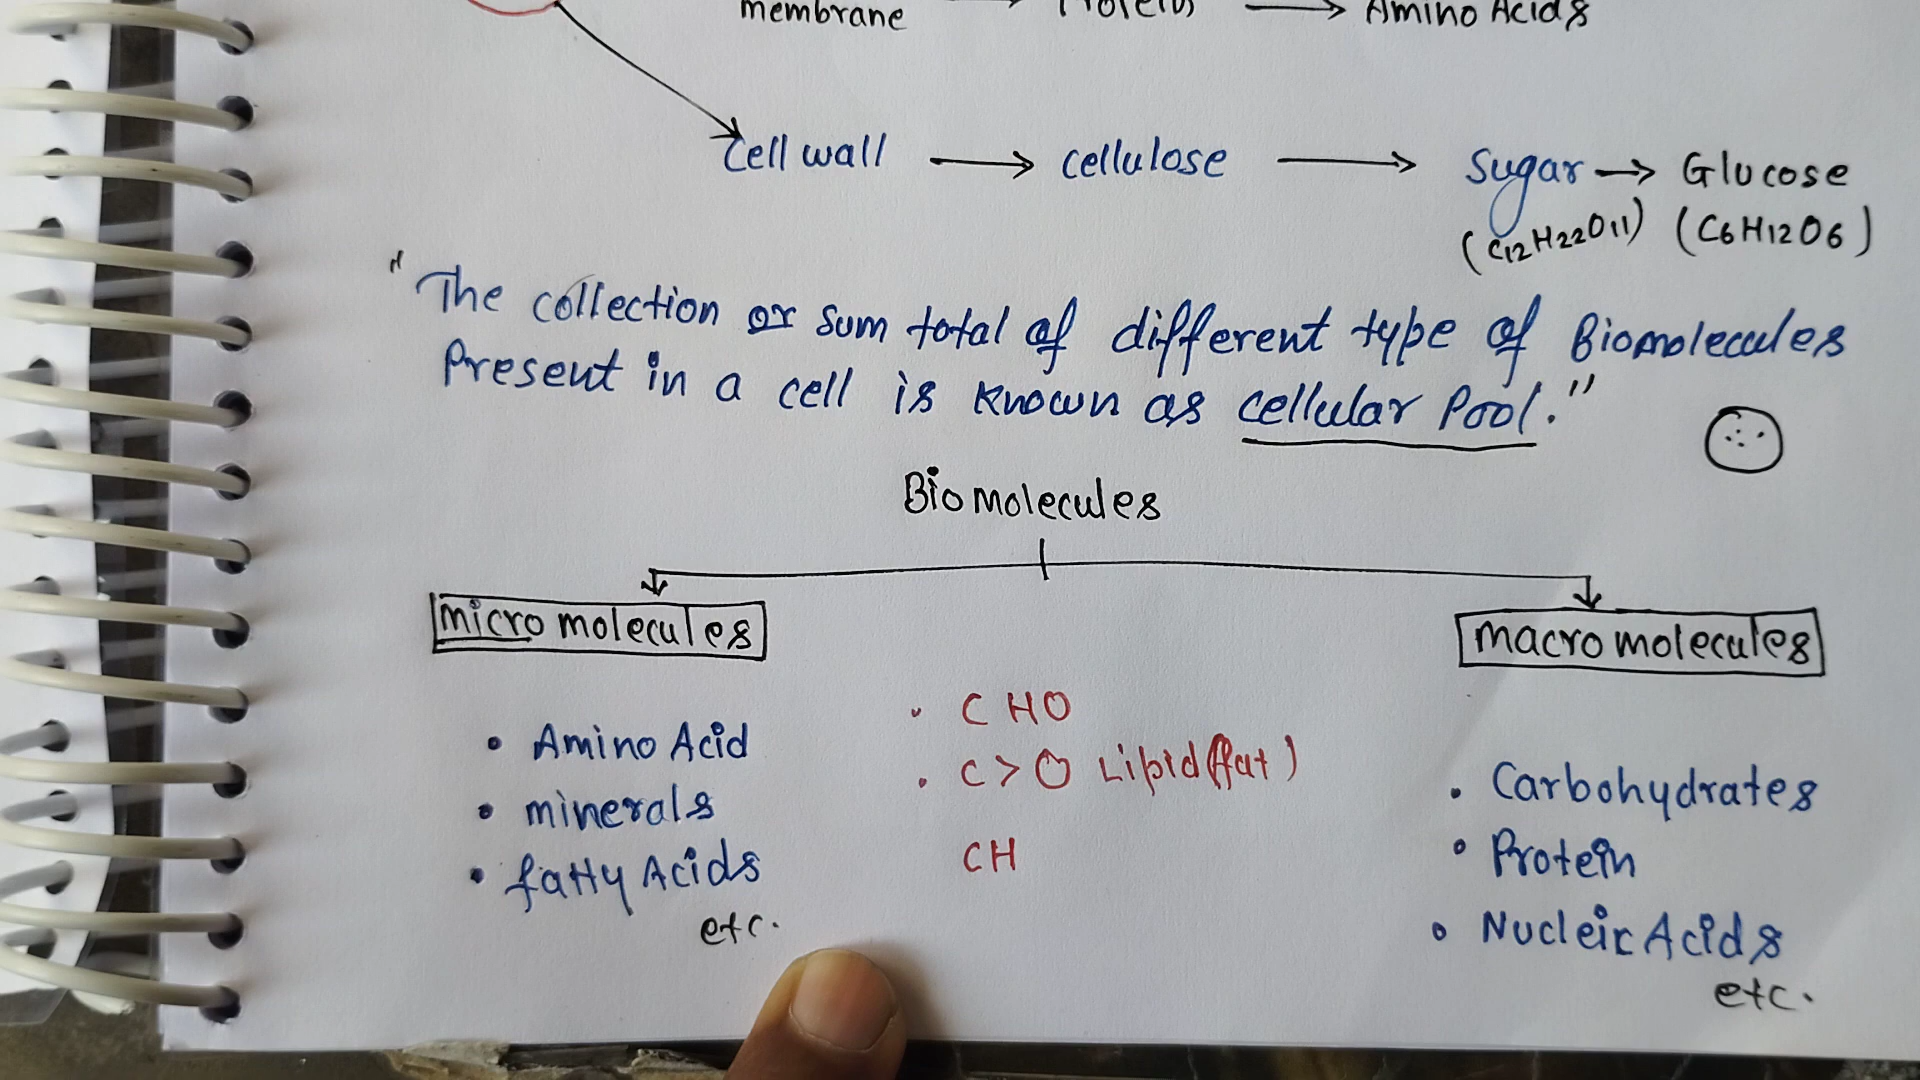 membrane → Protein → Amino Acids
Cell wall → cellulose → Sugar → Glucose
(C12H22O11) (C6H12O6)
"The collection or sum total of different type of Biomolecules
Present in a cell is known as cellular Pool."
Biomolecules
micro molecules
macro molecules
• Amino Acid
• minerals
• fatty Acids
etc.
• CHO
• C > O Lipid (fat)
CH
• Carbohydrates
• Protein
• Nucleic Acids
etc.